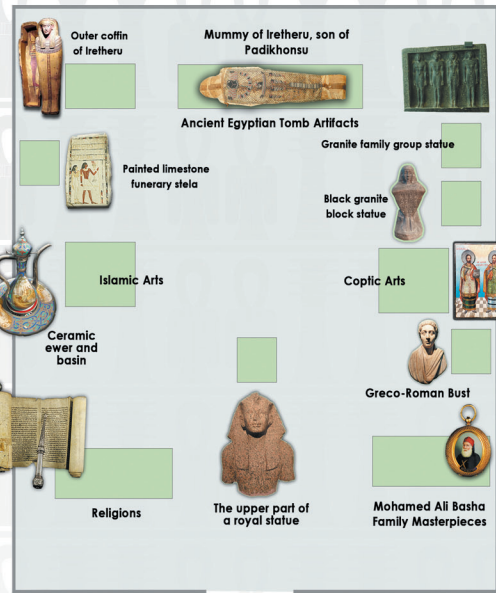 Outer coffin
of Iretheru
Mummy of Iretheru, son of
Padikhonsu
Ancient Egyptian Tomb Artifacts
Granite family group statue
Painted limestone
funerary stela
Black granite
block statue
Islamic Arts
Coptic Arts
Ceramic
ewer and
basin
Greco-Roman Bust
Religions
The upper part of
a royal statue
Mohamed Ali Basha
Family Masterpieces